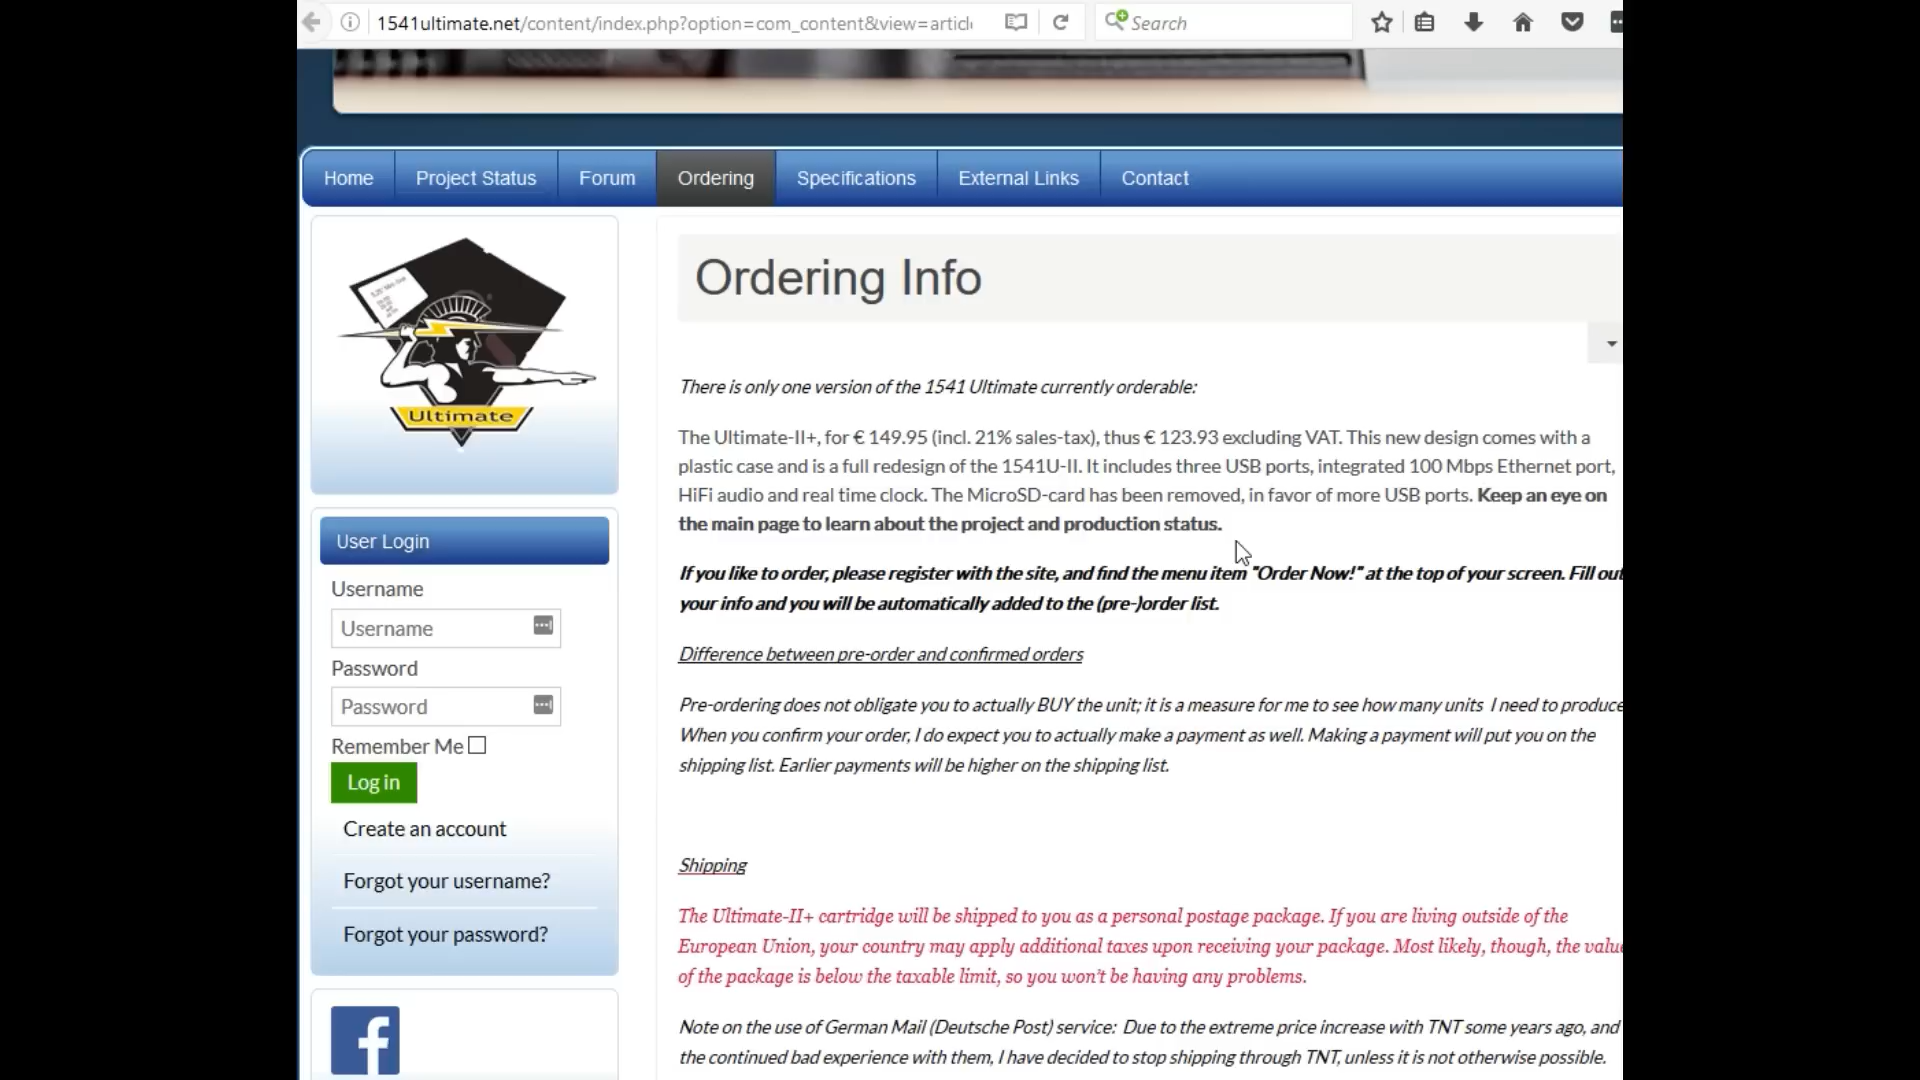 1541ultimate.net/content/index.php?option=com_content&view=articl
Search
Home
Project Status
Forum
Ordering
Specifications
External Links
Contact
Ultimate
User Login
Username
Username
Password
Password
Remember Me
Log in
Create an account
Forgot your username?
Forgot your password?
Ordering Info
There is only one version of the 1541 Ultimate currently orderable:
The Ultimate-II+, for € 149.95 (incl. 21% sales-tax), thus € 123.93 excluding VAT. This new design comes with a
plastic case and is a full redesign of the 1541U-II. It includes three USB ports, integrated 100 Mbps Ethernet port,
HiFi audio and real time clock. The MicroSD-card has been removed, in favor of more USB ports. Keep an eye on
the main page to learn about the project and production status.
If you like to order, please register with the site, and find the menu item "Order Now!" at the top of your screen. Fill out
your info and you will be automatically added to the (pre-)order list.
Difference between pre-order and confirmed orders
Pre-ordering does not obligate you to actually BUY the unit; it is a measure for me to see how many units I need to produce
When you confirm your order, I do expect you to actually make a payment as well. Making a payment will put you on the
shipping list. Earlier payments will be higher on the shipping list.
Shipping
The Ultimate-II+ cartridge will be shipped to you as a personal postage package. If you are living outside of the
European Union, your country may apply additional taxes upon receiving your package. Most likely, though, the value
of the package is below the taxable limit, so you won't be having any problems.
Note on the use of German Mail (Deutsche Post) service: Due to the extreme price increase with TNT some years ago, and
the continued bad experience with them, I have decided to stop shipping through TNT, unless it is not otherwise possible.